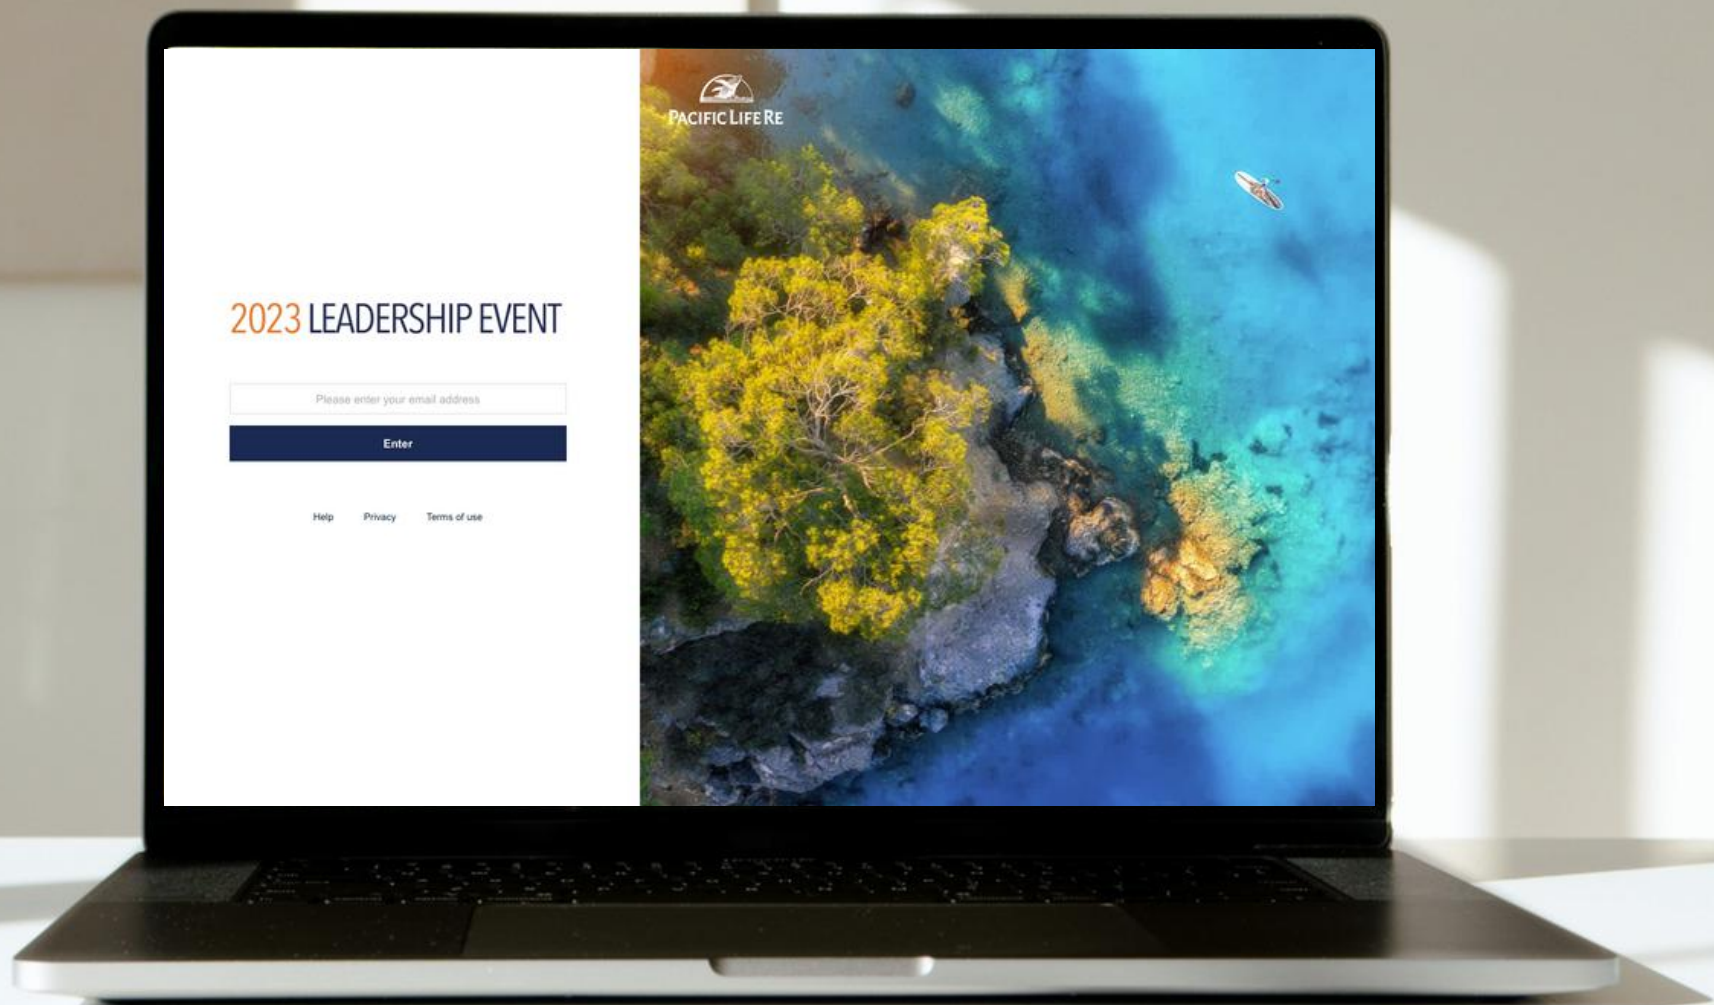 PACIFIC LIFE RE
2023 LEADERSHIP EVENT
Please enter your email address
Enter
Help Privacy Terms of use